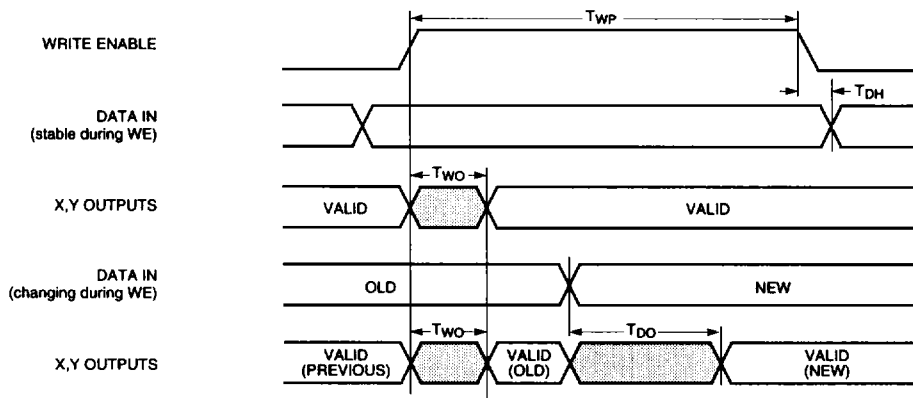 TWP
WRITE ENABLE
TDH
DATA IN
(stable during WE)
TWO
X,Y OUTPUTS
VALID
VALID
DATA IN
(changing during WE)
OLD
NEW
TWO
TDO
X,Y OUTPUTS
VALID
(PREVIOUS)
VALID
(OLD)
VALID
(NEW)